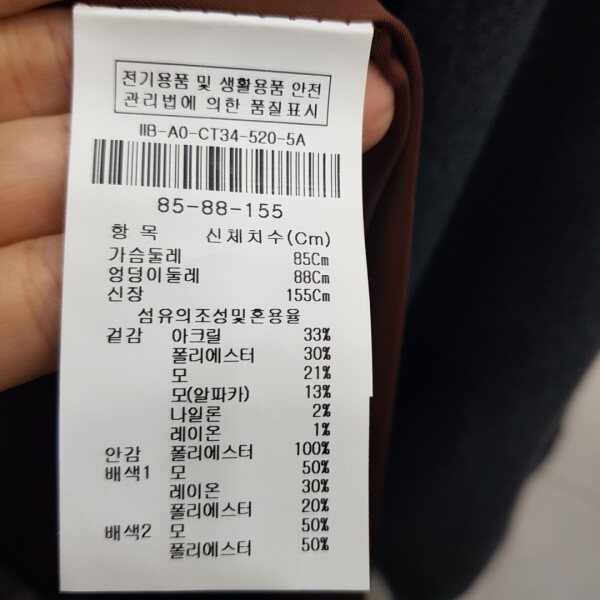 전기용품 및 생활용품 안전
관리법에 의한 품질표시
IIB-A0-CT34-520-5A
85-88-155
항 목 신체치수(Cm)
가슴둘레 85Cm
엉덩이둘레 88Cm
신장 155Cm
섬유의조성및혼용율
겉감 아크릴 33%
폴리에스터 30%
모 21%
모(알파카) 13%
나일론 2%
레이온 1%
안감 폴리에스터 100%
배색1 모 50%
레이온 30%
폴리에스터 20%
배색2 모 50%
폴리에스터 50%